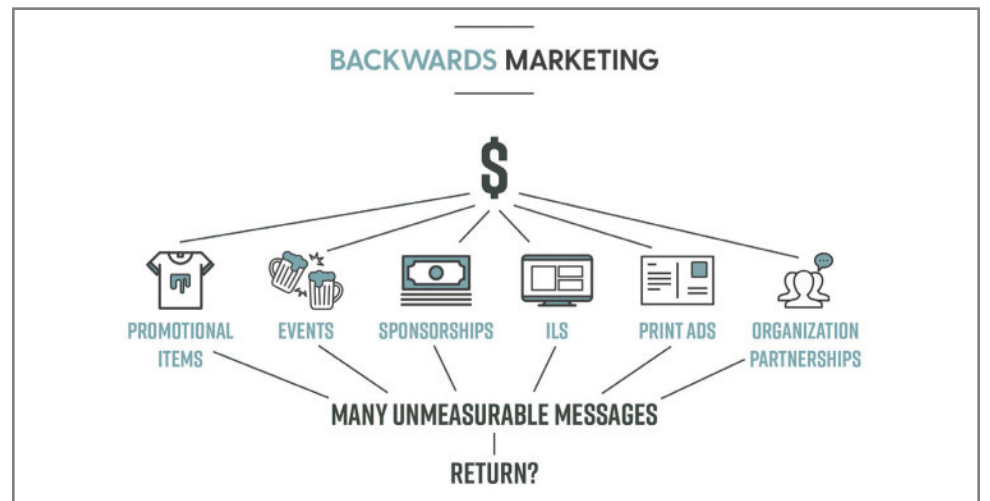 BACKWARDS MARKETING
$
PROMOTIONAL
ITEMS
EVENTS
SPONSORSHIPS
ILS
PRINT ADS
ORGANIZATION
PARTNERSHIPS
MANY UNMEASURABLE MESSAGES
RETURN?